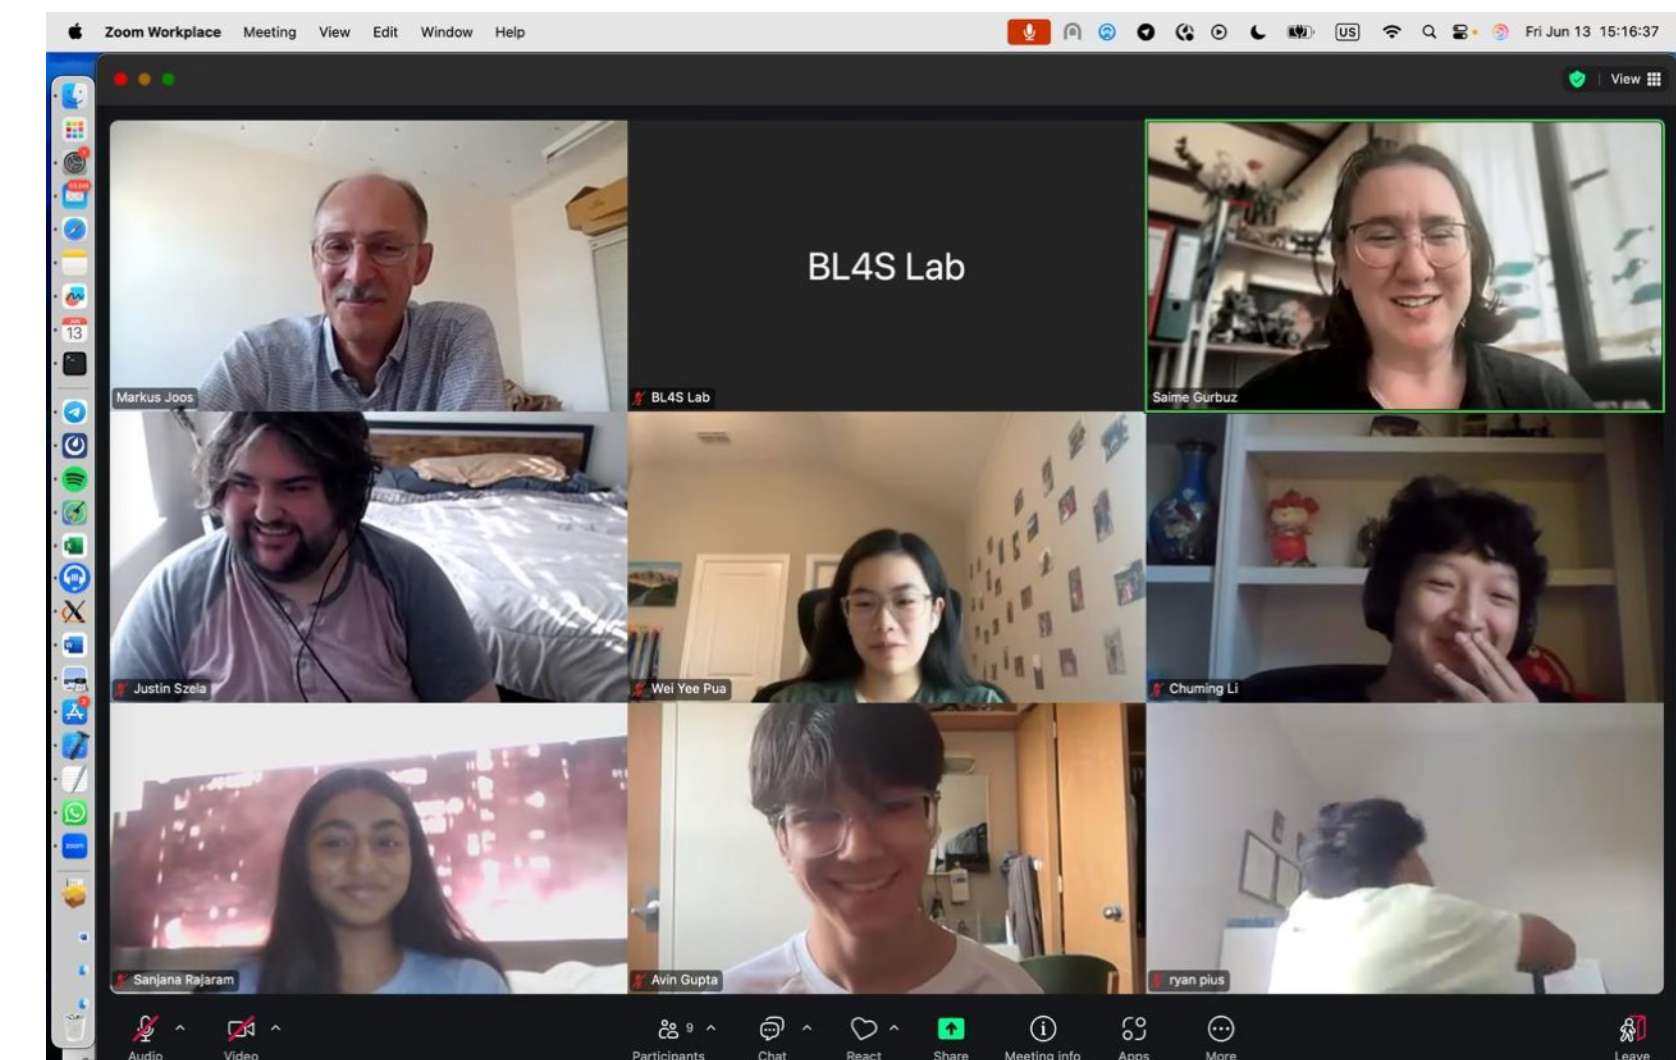 Zoom Workplace Meeting View Edit Window Help US Fri Jun 13 15:16:37
View
BL4S Lab
Markus Joos
BL4S Lab
Saime Gurbuz
13
Justin Szela
Wei Yee Pua
Chuming Li
zoom
Sanjana Rajaram
Avin Gupta
ryan pius
9
Audio Video Participants Chat React Share Meeting info Apps More Leave